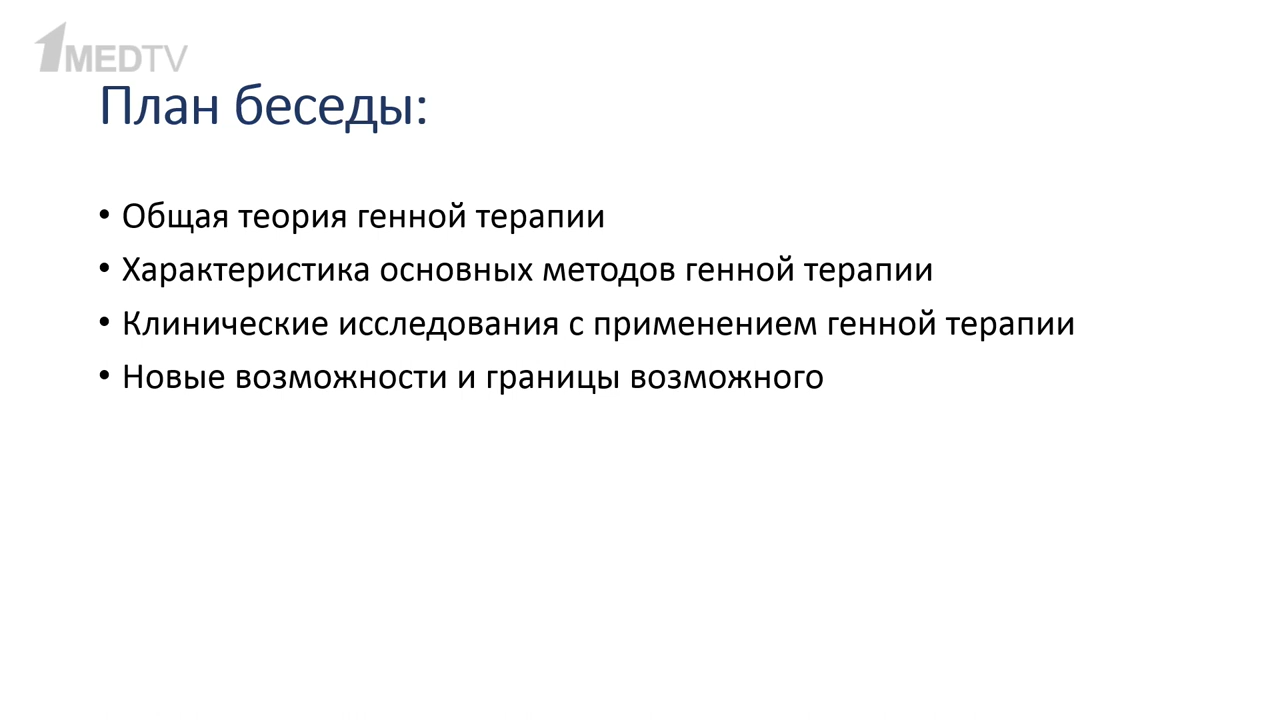 1MEDTV
План беседы:
• Общая теория генной терапии
• Характеристика основных методов генной терапии
• Клинические исследования с применением генной терапии
• Новые возможности и границы возможного